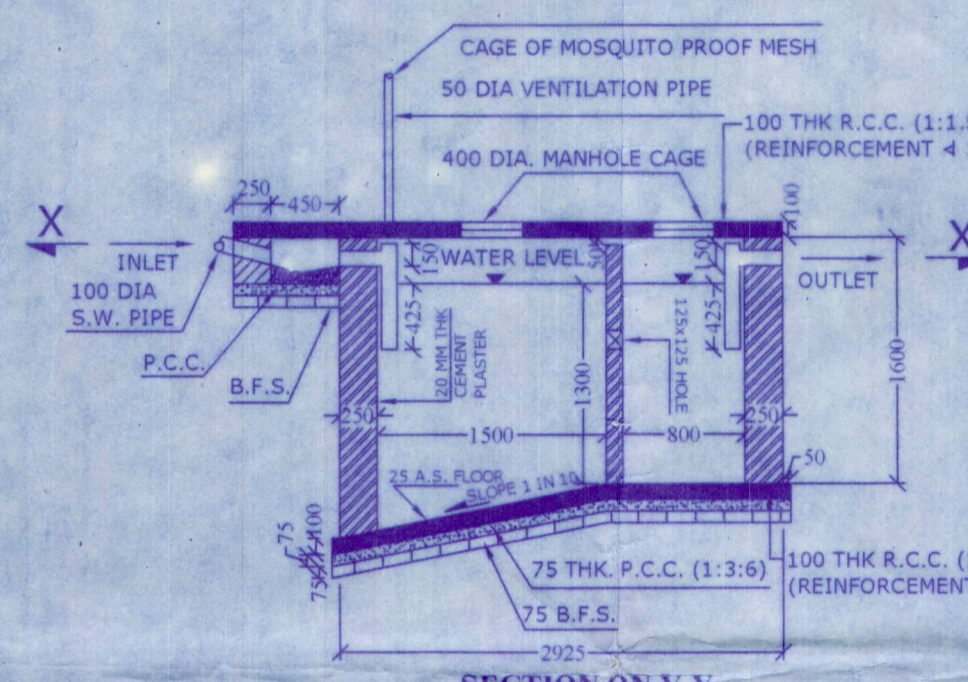 CAGE OF MOSQUITO PROOF MESH
50 DIA VENTILATION PIPE
100 THK R.C.C. (1:1.
(REINFORCEMENT
400 DIA. MANHOLE CAGE
250
450
100
X
X
INLET
150
WATER LEVEL
50
150
OUTLET
100 DIA
S.W. PIPE
P.C.C.
B.F.S.
425
20 MM THK
CEMENT
PLASTER
1300
125x125 HOLE
425
1600
250
1500
800
250
25 A.S. FLOOR
SLOPE 1 IN 10
50
75
100
75
75 THK. P.C.C. (1:3:6)
100 THK R.C.C. (
(REINFORCEMENT
75 B.F.S.
2925
SECTION ON